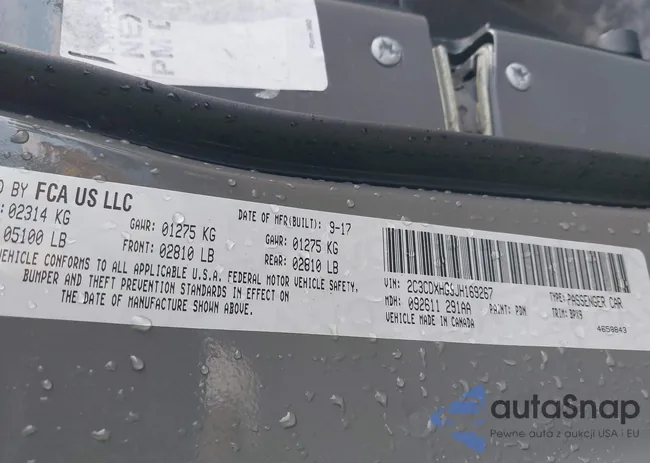 D BY FCA US LLC
: 02314 KG
05100 LB
GAWR: 01275 KG
FRONT: 02810 LB
DATE OF MFR(BUILT): 9-17
GAWR: 01275 KG
REAR: 02810 LB
VEHICLE CONFORMS TO ALL APPLICABLE U.S.A. FEDERAL MOTOR VEHICLE SAFETY,
BUMPER AND THEFT PREVENTION STANDARDS IN EFFECT ON
THE DATE OF MANUFACTURE SHOWN ABOVE.
VIN: 2C3CDXHG3JH169267
TYPE: PASSENGER CAR
MDH: 092611 291AA
PAINT: PDN
TRIM: BPX9
VEHICLE MADE IN CANADA
4659843
autaSnap
Pewne auta z aukcji USA i EU